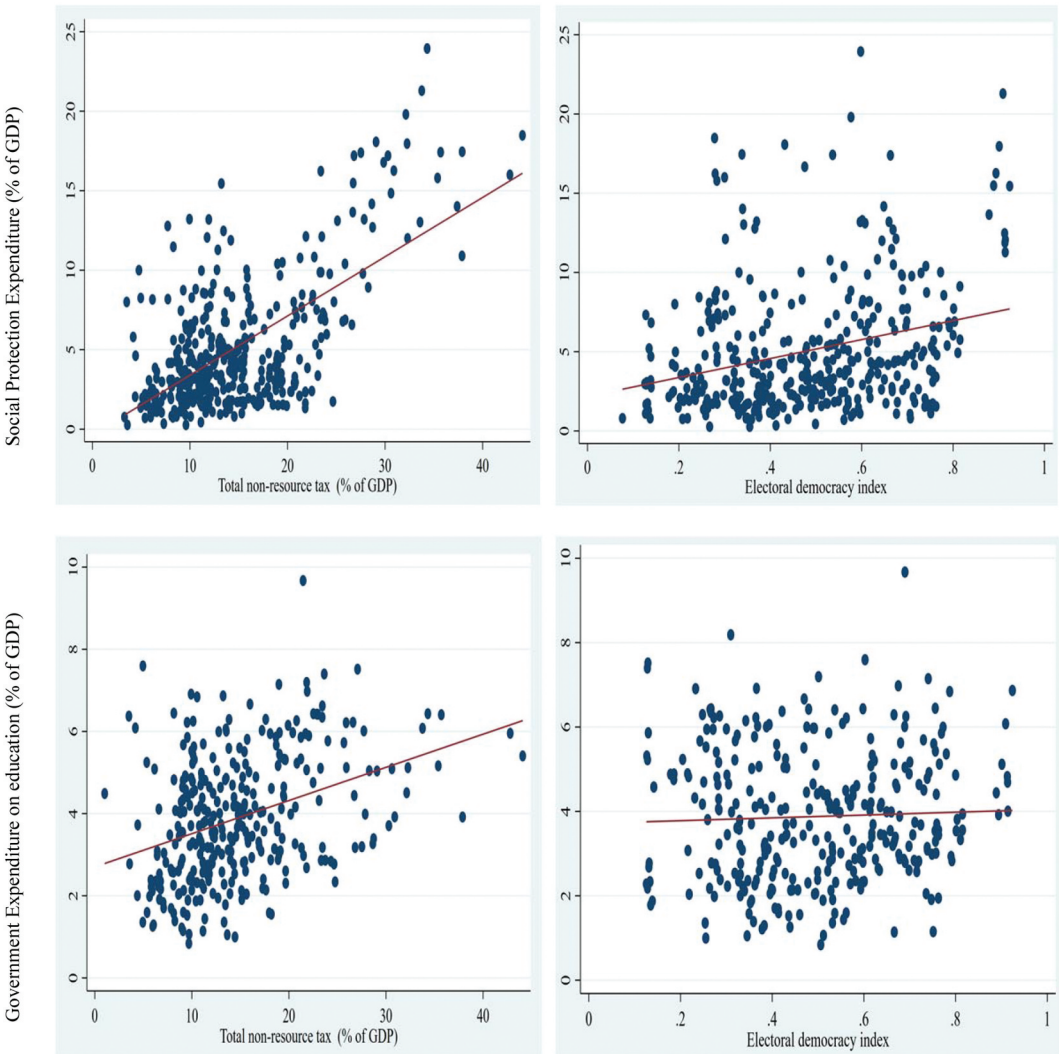 Social Protection Expenditure (% of GDP)
25
20
15
10
5
0
0 10 20 30 40
Total non-resource tax (% of GDP)
25
20
15
10
5
0
0 .2 .4 .6 .8 1
Electoral democracy index
Government Expenditure on education (% of GDP)
10
8
6
4
2
0
0 10 20 30 40
Total non-resource tax (% of GDP)
10
8
6
4
2
0
0 .2 .4 .6 .8 1
Electoral democracy index